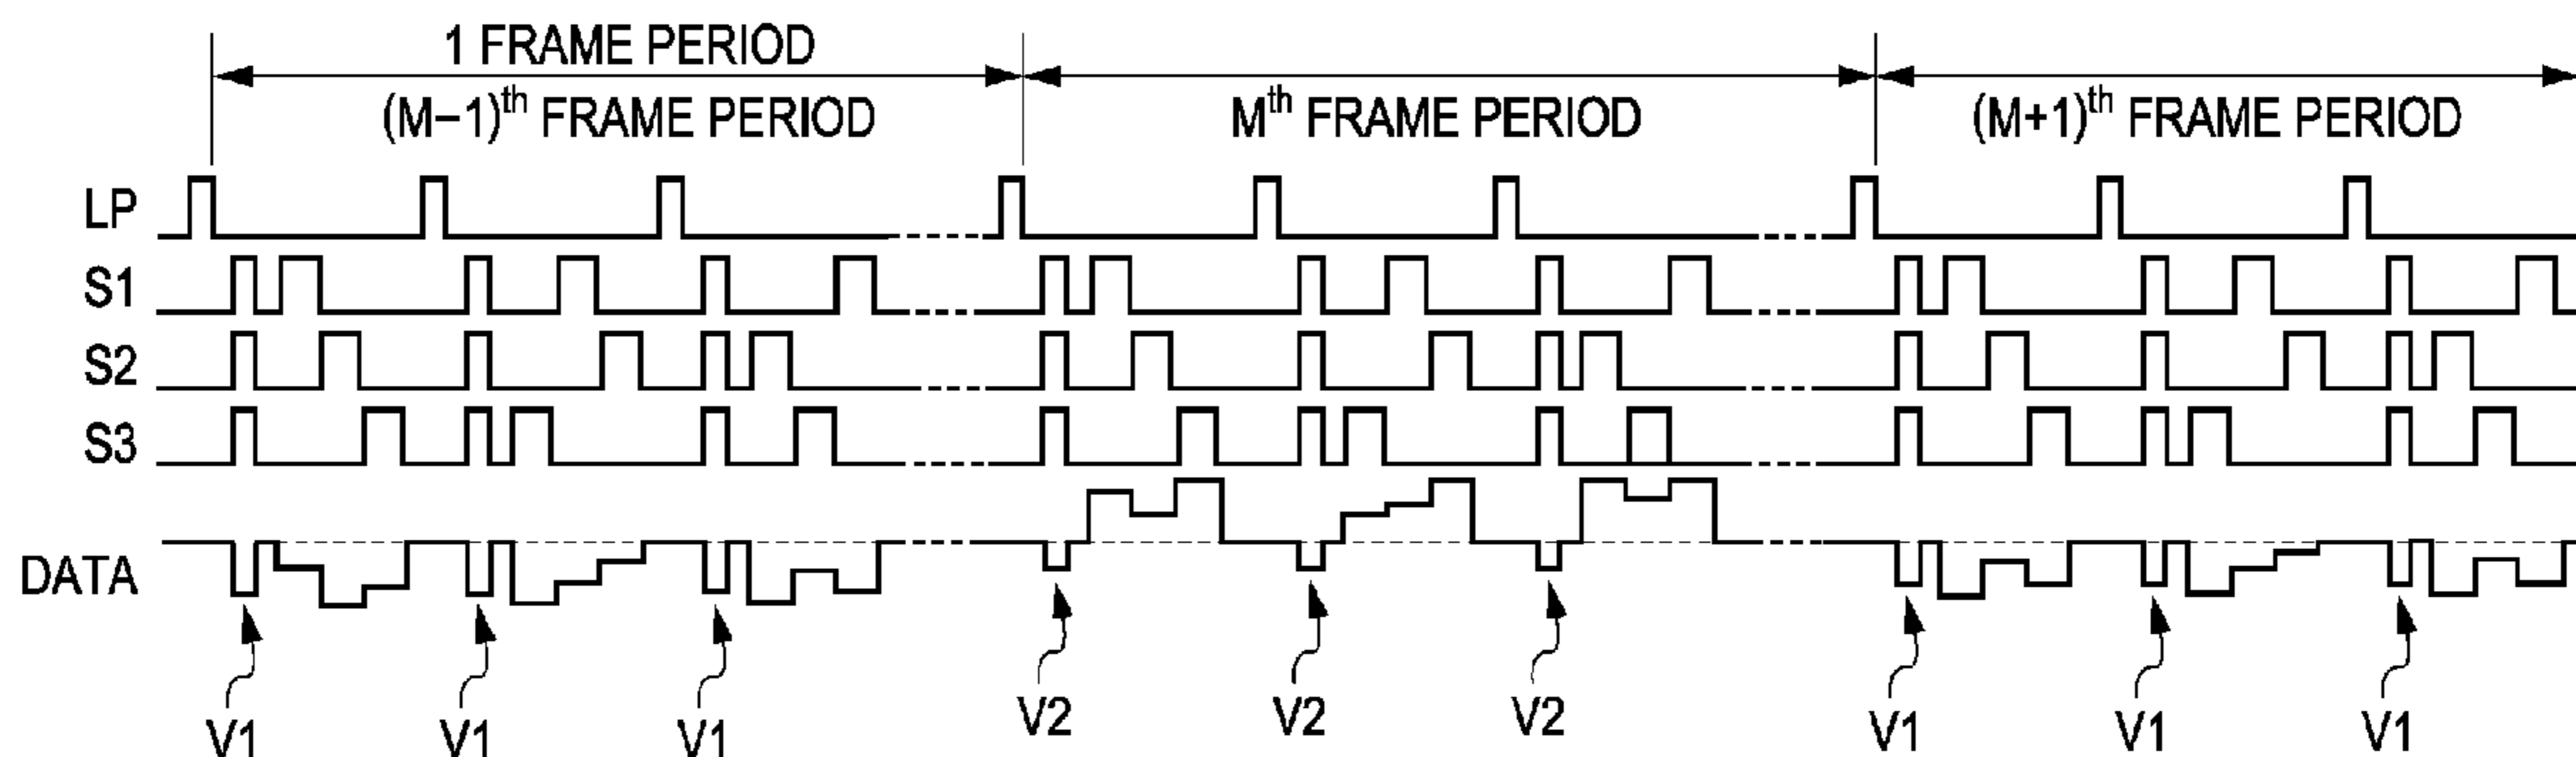 1 FRAME PERIOD
(M−1)th FRAME PERIOD
Mth FRAME PERIOD
(M+1)th FRAME PERIOD
LP
S1
S2
S3
DATA
V1
V1
V1
V2
V2
V2
V1
V1
V1